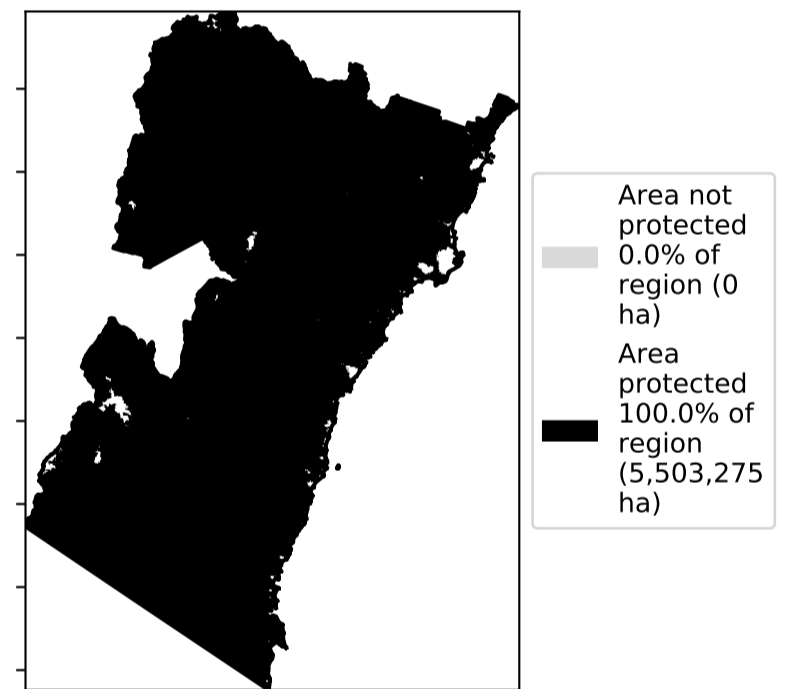 Area not
protected
0.0% of
region (0
ha)
Area
protected
100.0% of
region
(5,503,275
ha)